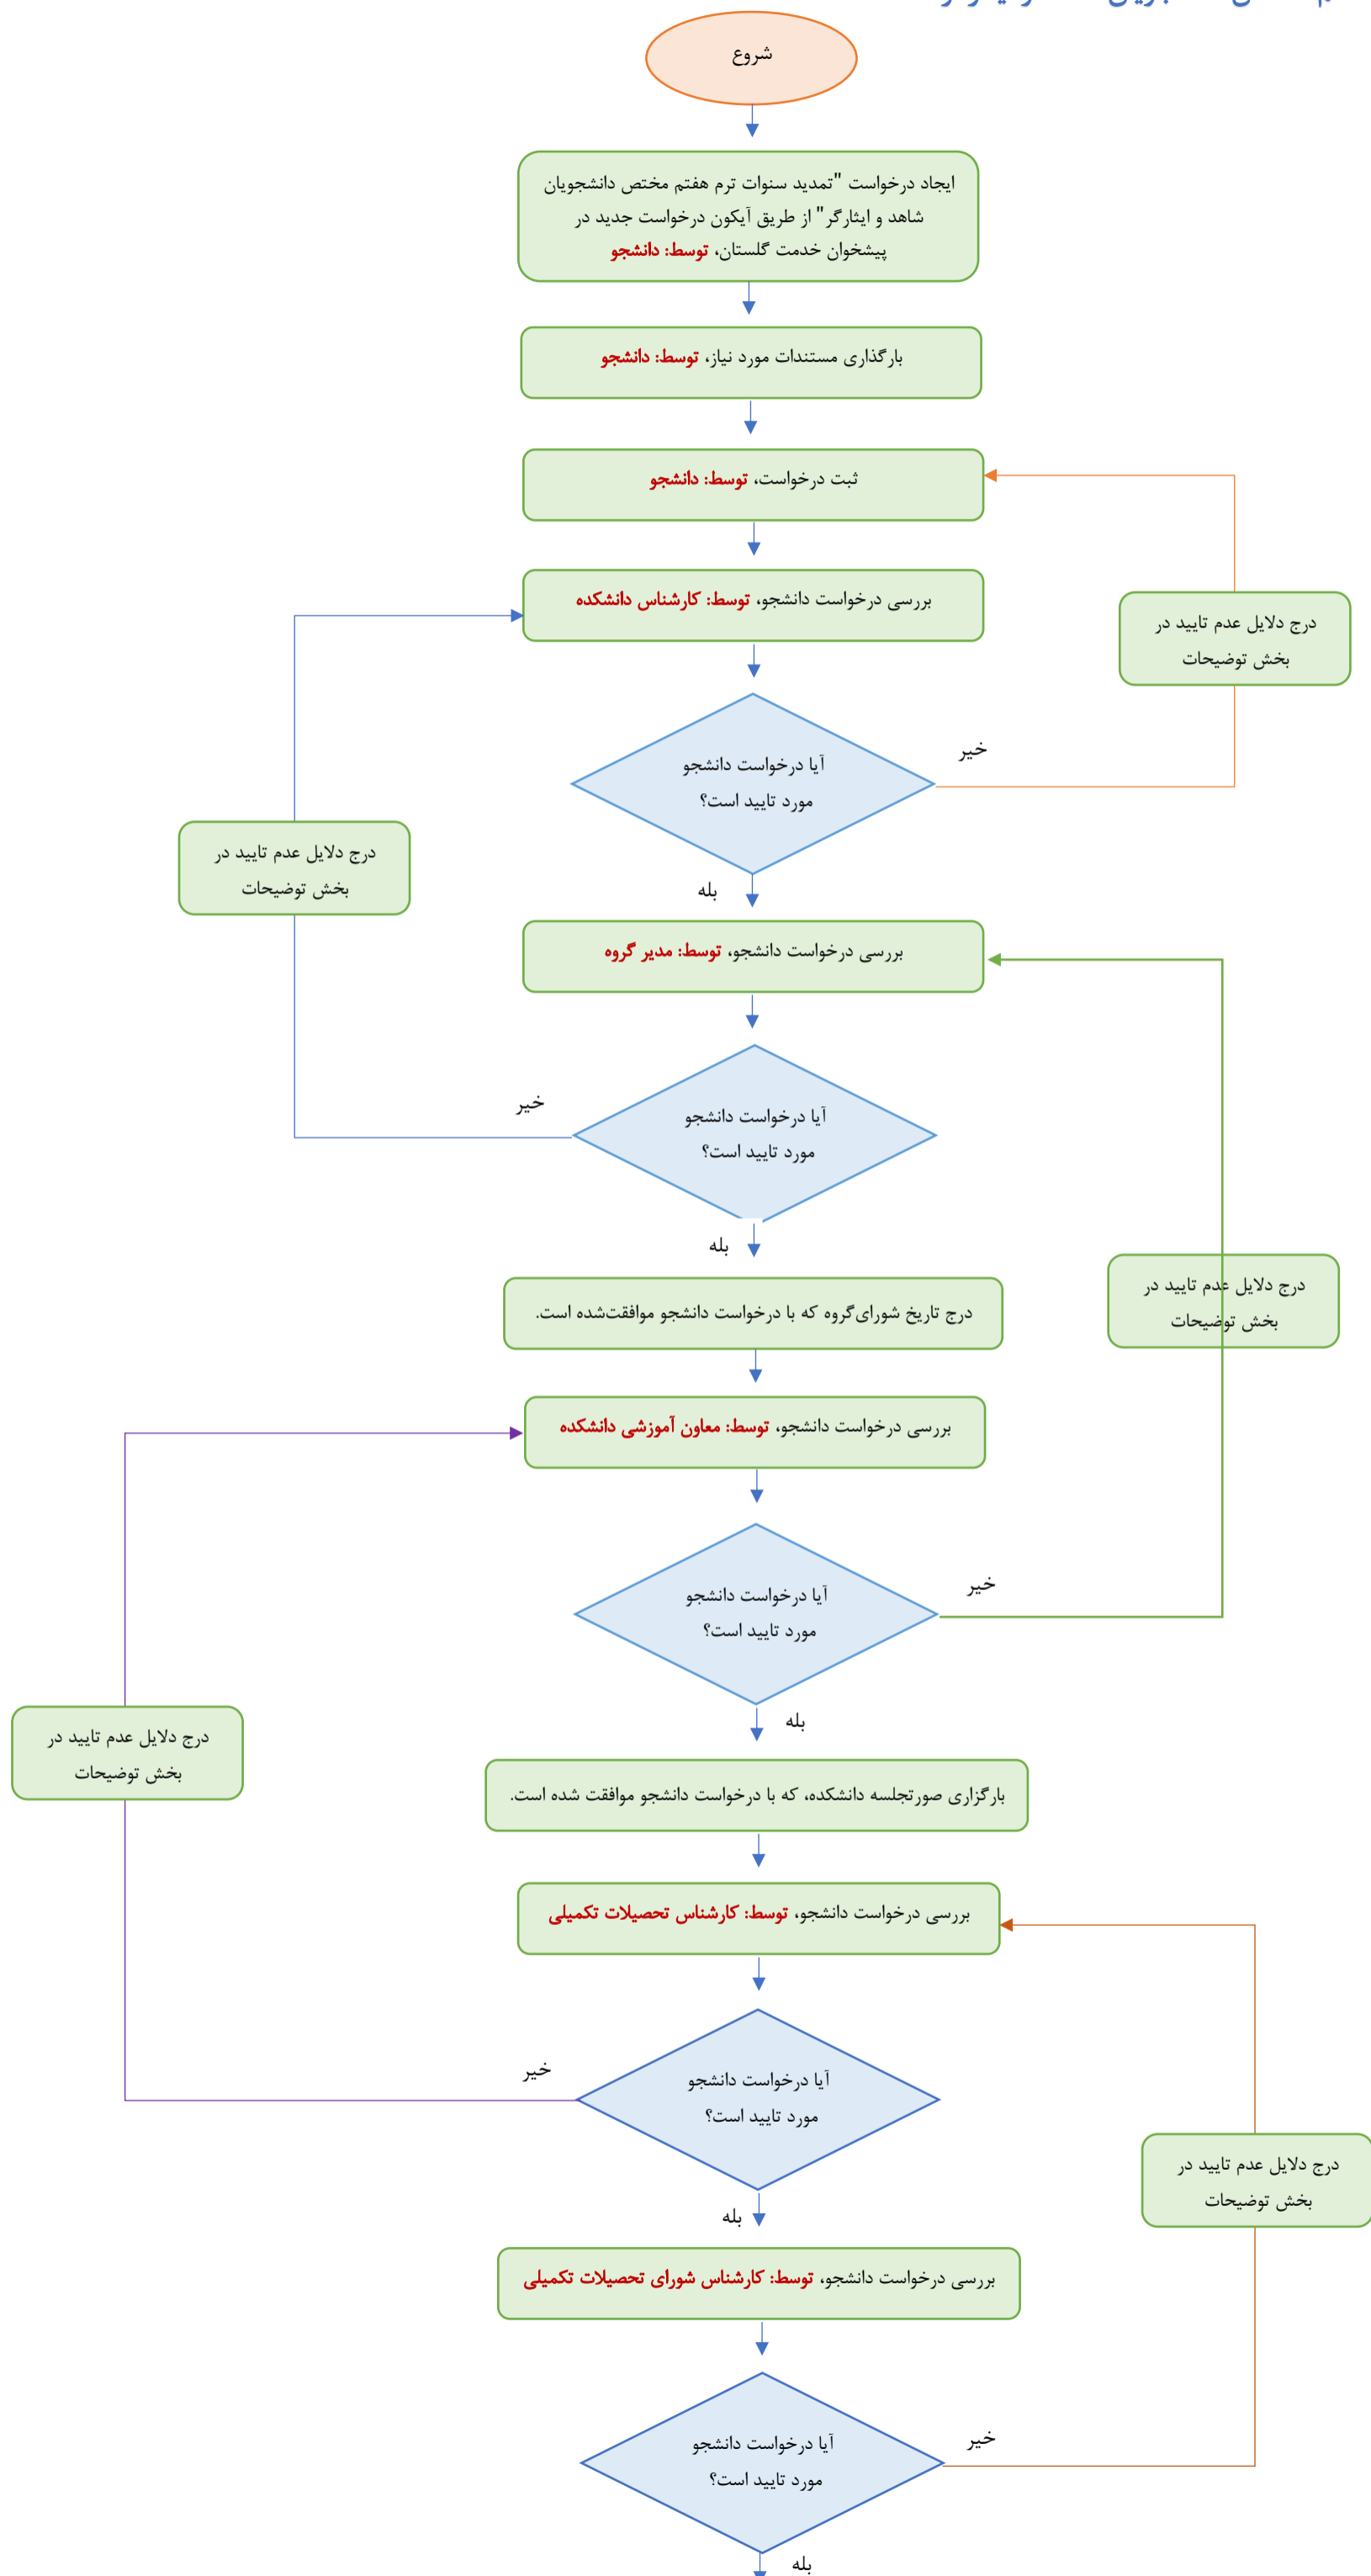 شروع
ایجاد درخواست "تمدید سنوات ترم هفتم مختص دانشجویان
شاهد و ایثارگر" از طریق آیکون درخواست جدید در
پیشخوان خدمت گلستان، توسط: دانشجو
بارگذاری مستندات مورد نیاز، توسط: دانشجو
ثبت درخواست، توسط: دانشجو
بررسی درخواست دانشجو، توسط: کارشناس دانشکده
درج دلایل عدم تایید در
بخش توضیحات
خیر
آیا درخواست دانشجو
مورد تایید است؟
درج دلایل عدم تایید در
بخش توضیحات
بله
بررسی درخواست دانشجو، توسط: مدیر گروه
خیر
آیا درخواست دانشجو
مورد تایید است؟
بله
درج دلایل عدم تایید در
بخش توضیحات
درج تاریخ شورای‌گروه که با درخواست دانشجو موافقت‌شده است.
بررسی درخواست دانشجو، توسط: معاون آموزشی دانشکده
خیر
آیا درخواست دانشجو
مورد تایید است؟
بله
درج دلایل عدم تایید در
بخش توضیحات
بارگزاری صورتجلسه دانشکده، که با درخواست دانشجو موافقت شده است.
بررسی درخواست دانشجو، توسط: کارشناس تحصیلات تکمیلی
خیر
آیا درخواست دانشجو
مورد تایید است؟
درج دلایل عدم تایید در
بخش توضیحات
بله
بررسی درخواست دانشجو، توسط: کارشناس شورای تحصیلات تکمیلی
خیر
آیا درخواست دانشجو
مورد تایید است؟
بله